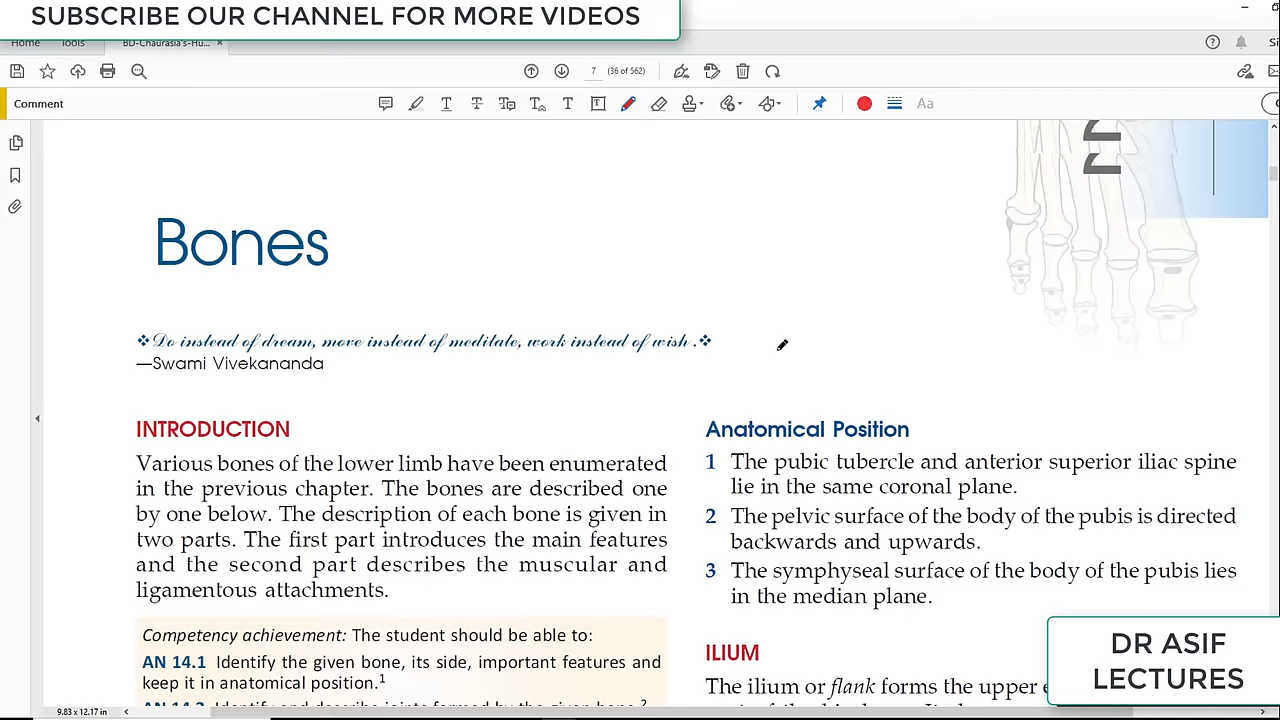 SUBSCRIBE OUR CHANNEL FOR MORE VIDEOS
Home Tools BD-Chaurasia's-Hu...
7 (36 of 562)
Comment
Aa
Bones
❖Do instead of dream, move instead of meditate, work instead of wish .❖
—Swami Vivekananda
INTRODUCTION
Various bones of the lower limb have been enumerated
in the previous chapter. The bones are described one
by one below. The description of each bone is given in
two parts. The first part introduces the main features
and the second part describes the muscular and
ligamentous attachments.
Competency achievement: The student should be able to:
AN 14.1 Identify the given bone, its side, important features and
keep it in anatomical position.1
Anatomical Position
1 The pubic tubercle and anterior superior iliac spine
lie in the same coronal plane.
2 The pelvic surface of the body of the pubis is directed
backwards and upwards.
3 The symphyseal surface of the body of the pubis lies
in the median plane.
ILIUM
The ilium or flank forms the upper
DR ASIF
LECTURES
9.83 x 12.17 in